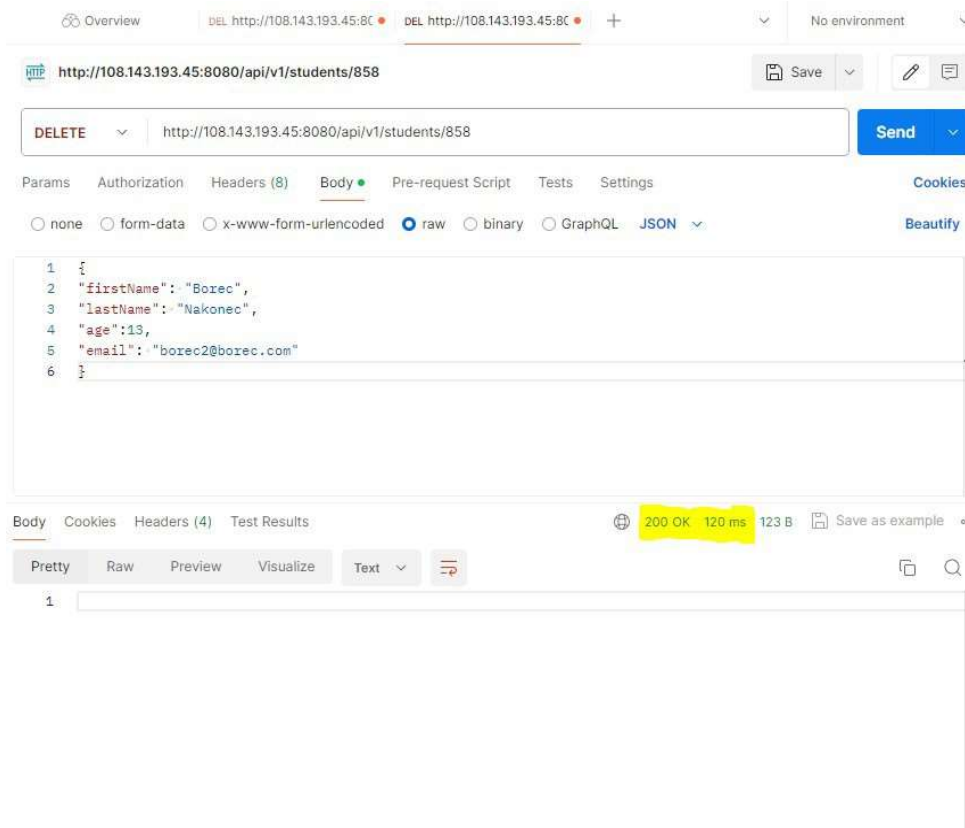 Overview DEL http://108.143.193.45:80 DEL http://108.143.193.45:80 + No environment
HTTP http://108.143.193.45:8080/api/v1/students/858 Save
DELETE http://108.143.193.45:8080/api/v1/students/858 Send
Params Authorization Headers (8) Body Pre-request Script Tests Settings Cookies
none form-data x-www-form-urlencoded raw binary GraphQL JSON Beautify
1 {
2 "firstName": "Borec",
3 "lastName": "Nakonec",
4 "age":13,
5 "email": "borec2@borec.com"
6 }
Body Cookies Headers (4) Test Results 200 OK 120 ms 123 B Save as example
Pretty Raw Preview Visualize Text
1